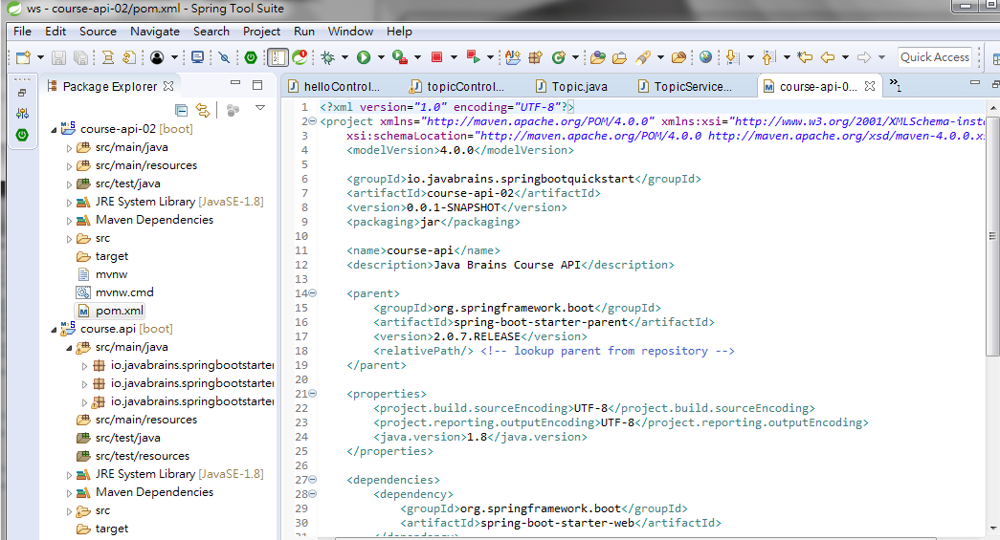 ws - course-api-02/pom.xml - Spring Tool Suite
File Edit Source Navigate Search Project Run Window Help
Quick Access
Package Explorer
helloControl...
topicControl...
Topic.java
TopicService...
course-api-0...
»1
course-api-02 [boot]
src/main/java
src/main/resources
src/test/java
JRE System Library [JavaSE-1.8]
Maven Dependencies
src
target
mvnw
mvnw.cmd
pom.xml
course.api [boot]
src/main/java
io.javabrains.springbootstarter
io.javabrains.springbootstarter
io.javabrains.springbootstarter
src/main/resources
src/test/java
src/test/resources
JRE System Library [JavaSE-1.8]
Maven Dependencies
src
target
1 <?xml version="1.0" encoding="UTF-8"?>
2 <project xmlns="http://maven.apache.org/POM/4.0.0" xmlns:xsi="http://www.w3.org/2001/XMLSchema-inst
3 xsi:schemaLocation="http://maven.apache.org/POM/4.0.0 http://maven.apache.org/xsd/maven-4.0.0.xs
4 <modelVersion>4.0.0</modelVersion>
5
6 <groupId>io.javabrains.springbootquickstart</groupId>
7 <artifactId>course-api-02</artifactId>
8 <version>0.0.1-SNAPSHOT</version>
9 <packaging>jar</packaging>
10
11 <name>course-api</name>
12 <description>Java Brains Course API</description>
13
14 <parent>
15 <groupId>org.springframework.boot</groupId>
16 <artifactId>spring-boot-starter-parent</artifactId>
17 <version>2.0.7.RELEASE</version>
18 <relativePath/> <!-- lookup parent from repository -->
19 </parent>
20
21 <properties>
22 <project.build.sourceEncoding>UTF-8</project.build.sourceEncoding>
23 <project.reporting.outputEncoding>UTF-8</project.reporting.outputEncoding>
24 <java.version>1.8</java.version>
25 </properties>
26
27 <dependencies>
28 <dependency>
29 <groupId>org.springframework.boot</groupId>
30 <artifactId>spring-boot-starter-web</artifactId>
31 </dependency>